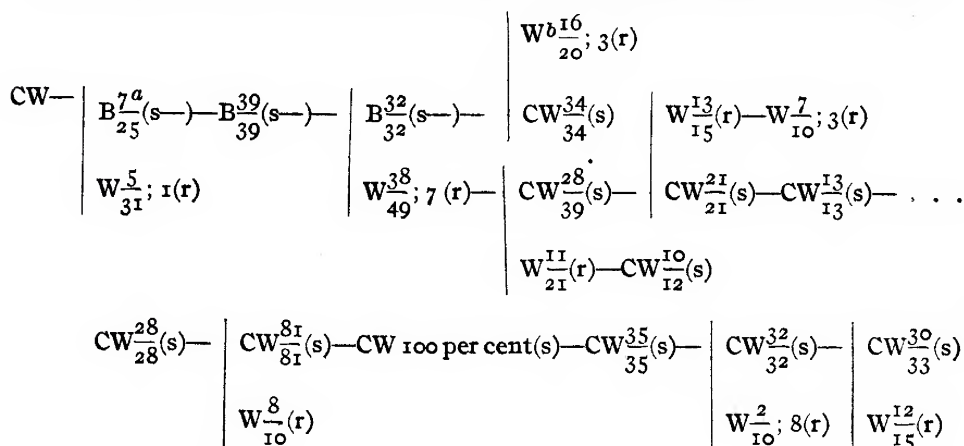 W^b 16/20; 3(r)
CW— B 7^a/25(s—)—B 39/39(s—)— B 32/32(s—)— CW 34/34(s) W 13/15(r)—W 7/10; 3(r)
W 5/31; 1(r) W 38/49; 7 (r)— CW 28/39(s)— CW 21/21(s)—CW 13/13(s)— . . .
W 11/21(r)—CW 10/12(s)
CW 28/28(s)— CW 81/81(s)—CW 100 per cent(s)—CW 35/35(s)— CW 32/32(s)— CW 30/33(s)
W 8/10(r) W 2/10; 8(r) W 12/15(r)